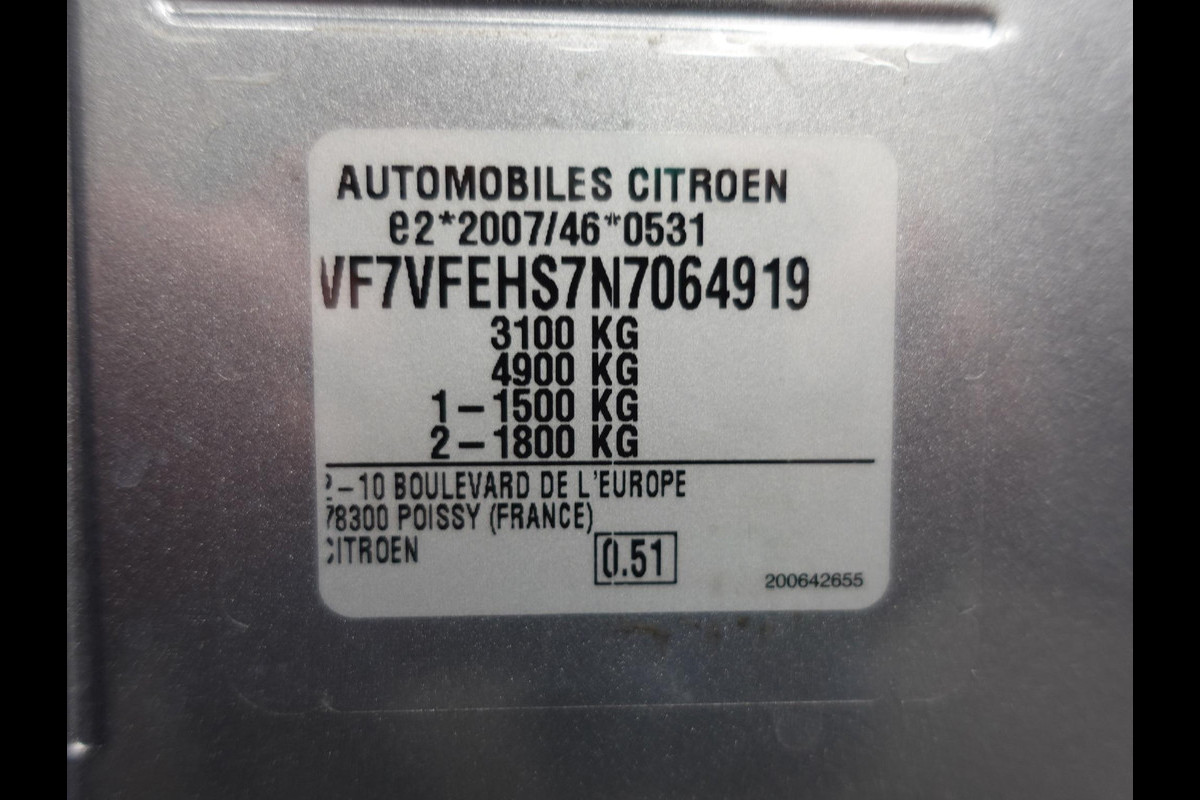 AUTOMOBILES CITROEN
e2*2007/46*0531
VF7VFEHS7N7064919
3100 KG
4900 KG
1-1500 KG
2-1800 KG
2-10 BOULEVARD DE L'EUROPE
78300 POISSY (FRANCE)
CITROEN
0.51
200642655